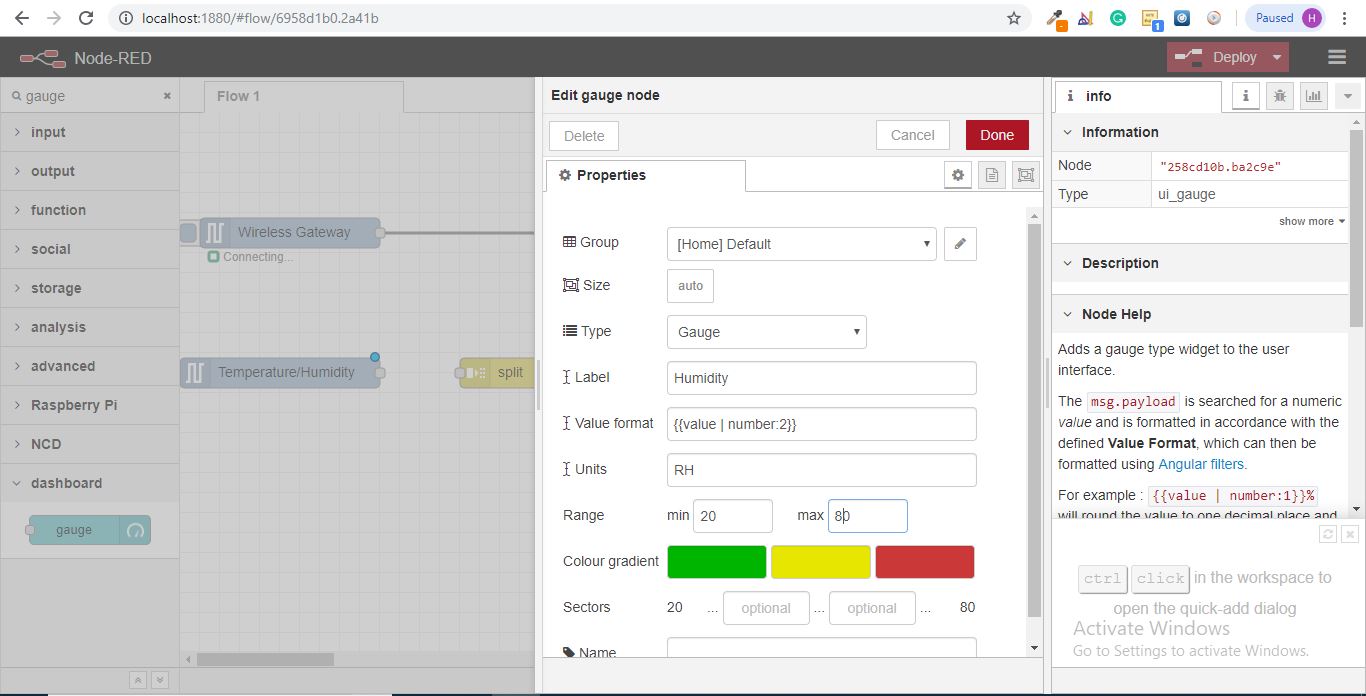 localhost:1880/#flow/6958d1b0.2a41b
1
Paused H
Node-RED
Deploy
gauge
input
output
function
social
storage
analysis
advanced
Raspberry Pi
NCD
dashboard
gauge
Flow 1
Wireless Gateway
Connecting...
Temperature/Humidity
split
Edit gauge node
Delete
Cancel
Done
Properties
Group [Home] Default
Size auto
Type Gauge
Label Humidity
Value format {{value | number:2}}
Units RH
Range min 20 max 80
Colour gradient
Sectors 20 ... optional ... optional ... 80
Name
i info
i
Information
Node "258cd10b.ba2c9e"
Type ui_gauge
show more
Description
Node Help
Adds a gauge type widget to the user
interface.
The msg.payload is searched for a numeric
value and is formatted in accordance with the
defined Value Format, which can then be
formatted using Angular filters.
For example : {{value | number:1}}%
will round the value to one decimal place and
ctrl click in the workspace to
open the quick-add dialog
Activate Windows
Go to Settings to activate Windows.